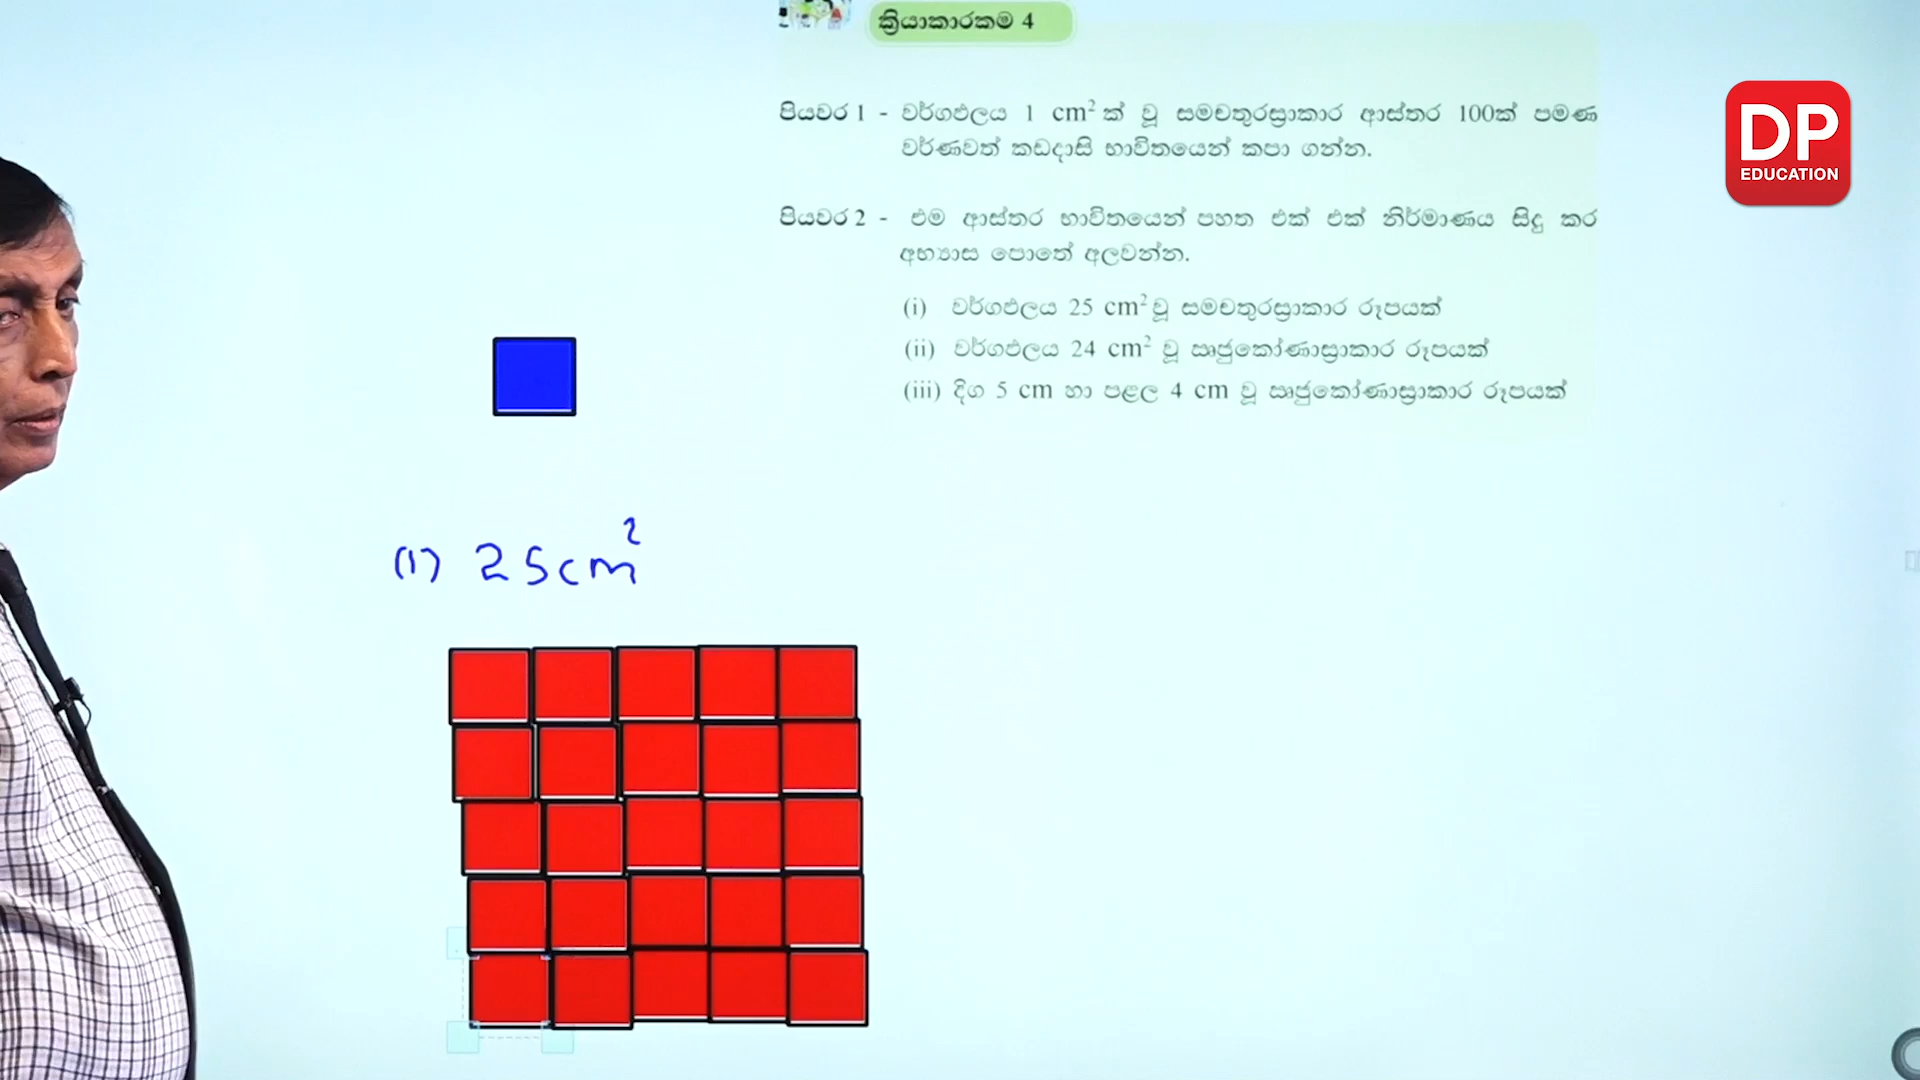 ක්‍රියාකාරකම 4
පියවර 1 - වර්ගඵලය 1 cm² ක් වූ සමචතුරස්‍රාකාර ආස්තර 100ක් පමණ
වර්ණවත් කඩදාසි භාවිතයෙන් කපා ගන්න.
DP
EDUCATION
පියවර 2 - එම ආස්තර භාවිතයෙන් පහත එක් එක් නිර්මාණය සිදු කර
අභ්‍යාස පොතේ අලවන්න.
(i) වර්ගඵලය 25 cm² වූ සමචතුරස්‍රාකාර රූපයක්
(ii) වර්ගඵලය 24 cm² වූ ඍජුකෝණාස්‍රාකාර රූපයක්
(iii) දිග 5 cm හා පළල 4 cm වූ ඍජුකෝණාස්‍රාකාර රූපයක්
(i) 25cm²